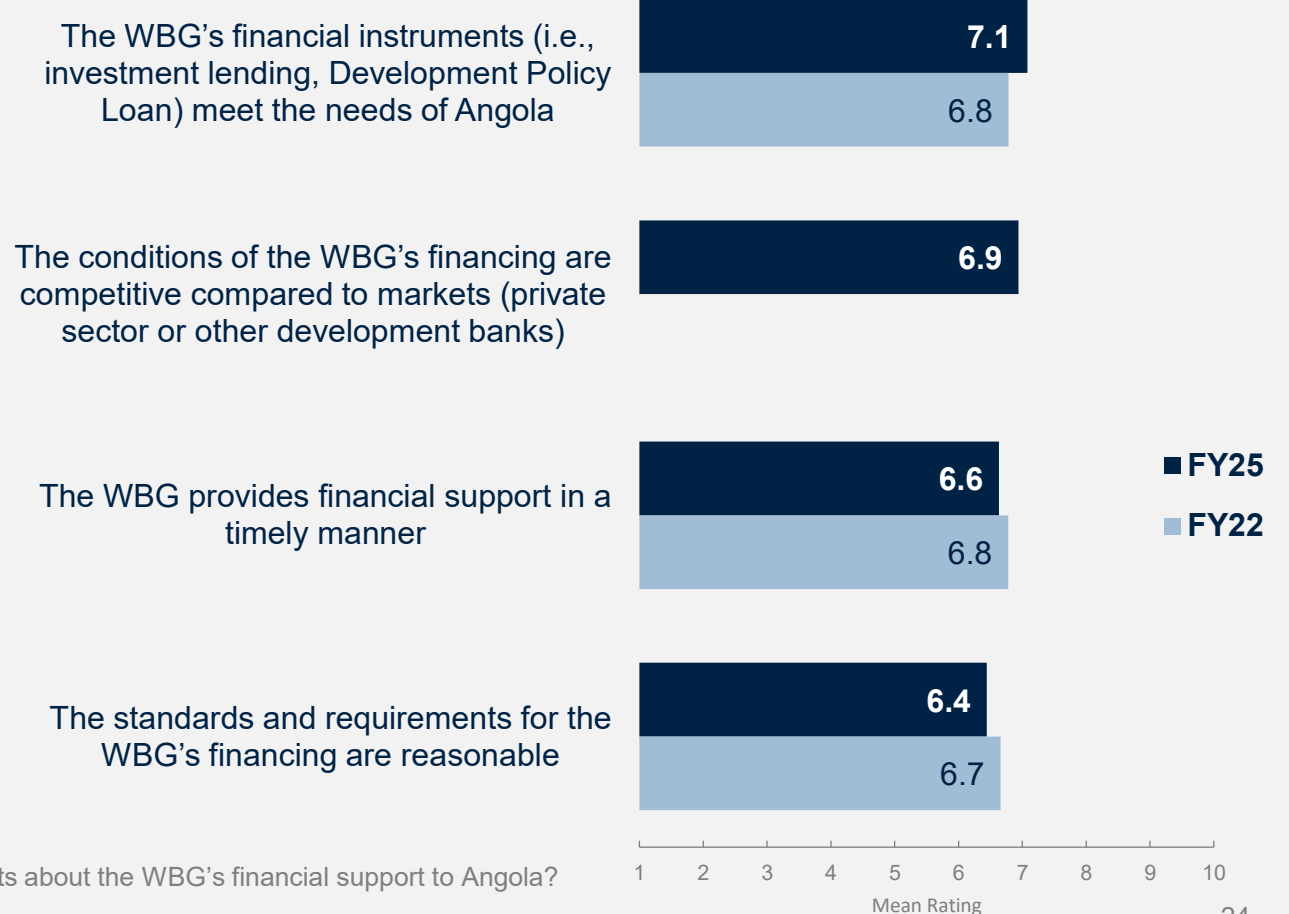 The WBG’s financial instruments (i.e.,
investment lending, Development Policy
Loan) meet the needs of Angola
7.1
6.8
The conditions of the WBG’s financing are
competitive compared to markets (private
sector or other development banks)
6.9
The WBG provides financial support in a
timely manner
6.6
6.8
FY25
FY22
The standards and requirements for the
WBG’s financing are reasonable
6.4
6.7
about the WBG’s financial support to Angola?
1 2 3 4 5 6 7 8 9 10
Mean Rating